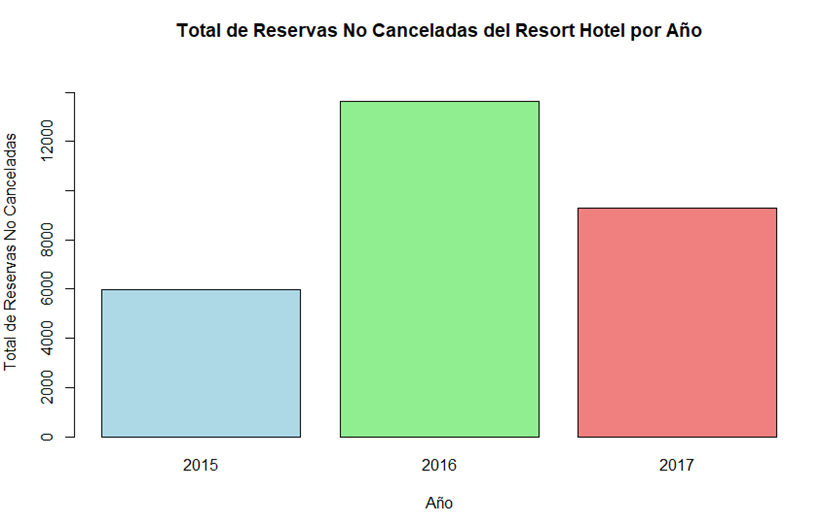 Total de Reservas No Canceladas del Resort Hotel por Año
Total de Reservas No Canceladas
12000
8000
6000
4000
2000
0
2015 2016 2017
Año